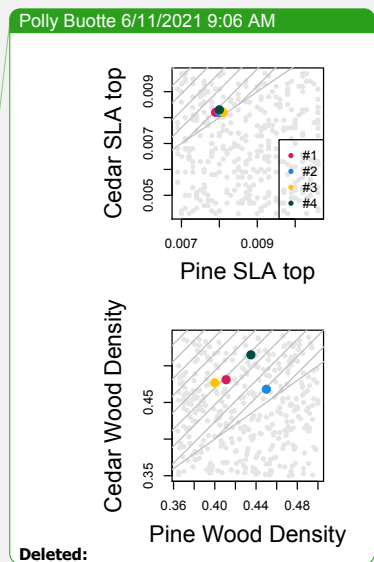 Polly Buotte 6/11/2021 9:06 AM
Cedar SLA top
0.009
0.007
0.005
#1
#2
#3
#4
0.007 0.009
Pine SLA top
Cedar Wood Density
0.45
0.35
0.36 0.40 0.44 0.48
Pine Wood Density
Deleted: